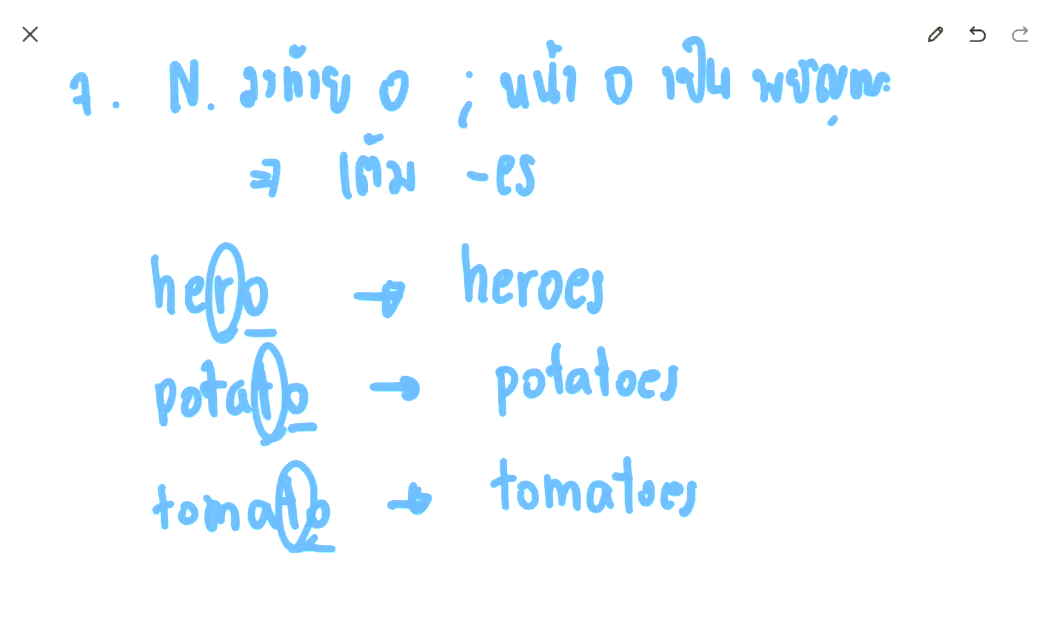 7. N. ลงท้าย o ; หน้า o เป็น พยัญชนะ
⇒ เติม -es
hero → heroes
potato → potatoes
tomato → tomatoes